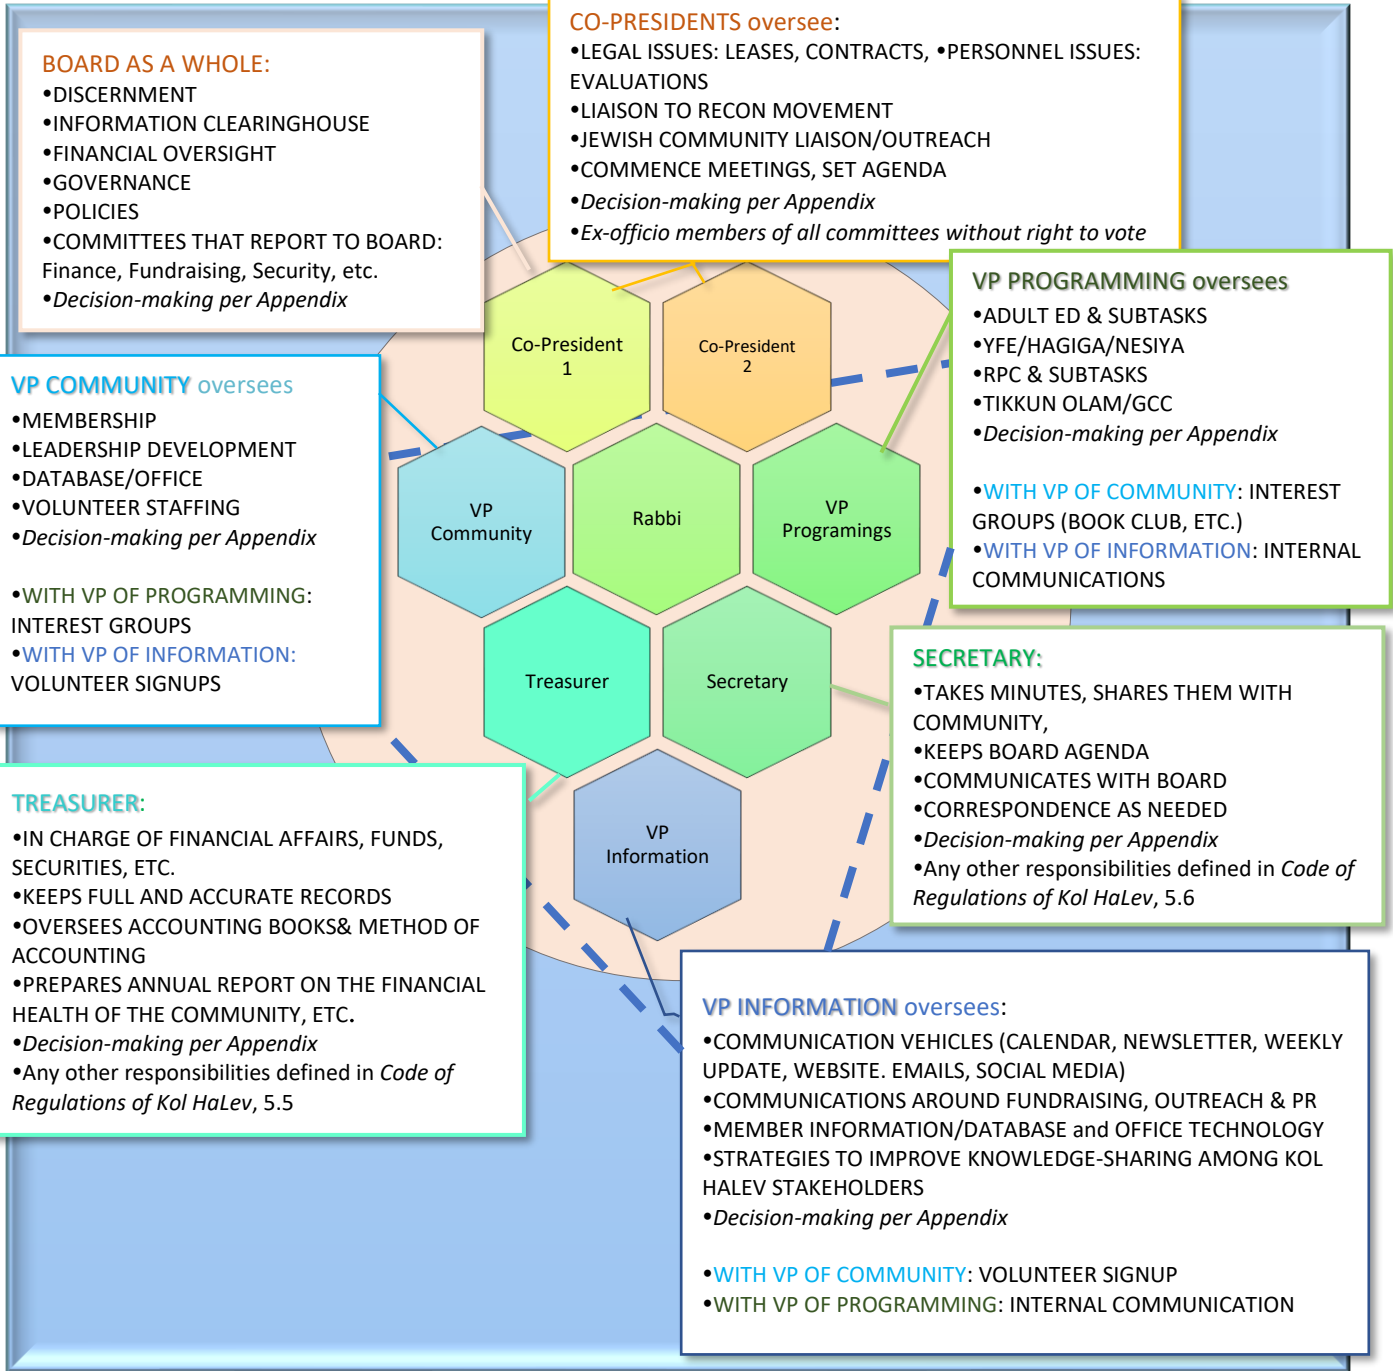 CO-PRESIDENTS oversee:
•LEGAL ISSUES: LEASES, CONTRACTS, •PERSONNEL ISSUES:
EVALUATIONS
•LIAISON TO RECON MOVEMENT
•JEWISH COMMUNITY LIAISON/OUTREACH
•COMMENCE MEETINGS, SET AGENDA
•Decision-making per Appendix
•Ex-officio members of all committees without right to vote
BOARD AS A WHOLE:
•DISCERNMENT
•INFORMATION CLEARINGHOUSE
•FINANCIAL OVERSIGHT
•GOVERNANCE
•POLICIES
•COMMITTEES THAT REPORT TO BOARD:
Finance, Fundraising, Security, etc.
•Decision-making per Appendix
VP PROGRAMMING oversees
•ADULT ED & SUBTASKS
•YFE/HAGIGA/NESIYA
•RPC & SUBTASKS
•TIKKUN OLAM/GCC
•Decision-making per Appendix
•WITH VP OF COMMUNITY: INTEREST
GROUPS (BOOK CLUB, ETC.)
•WITH VP OF INFORMATION: INTERNAL
COMMUNICATIONS
Co-President
1
Co-President
2
VP COMMUNITY oversees
•MEMBERSHIP
•LEADERSHIP DEVELOPMENT
•DATABASE/OFFICE
•VOLUNTEER STAFFING
•Decision-making per Appendix
•WITH VP OF PROGRAMMING:
INTEREST GROUPS
•WITH VP OF INFORMATION:
VOLUNTEER SIGNUPS
VP
Community
Rabbi
VP
Programings
Treasurer
Secretary
SECRETARY:
•TAKES MINUTES, SHARES THEM WITH
COMMUNITY,
•KEEPS BOARD AGENDA
•COMMUNICATES WITH BOARD
•CORRESPONDENCE AS NEEDED
•Decision-making per Appendix
•Any other responsibilities defined in Code of
Regulations of Kol HaLev, 5.6
TREASURER:
•IN CHARGE OF FINANCIAL AFFAIRS, FUNDS,
SECURITIES, ETC.
•KEEPS FULL AND ACCURATE RECORDS
•OVERSEES ACCOUNTING BOOKS& METHOD OF
ACCOUNTING
•PREPARES ANNUAL REPORT ON THE FINANCIAL
HEALTH OF THE COMMUNITY, ETC.
•Decision-making per Appendix
•Any other responsibilities defined in Code of
Regulations of Kol HaLev, 5.5
VP
Information
VP INFORMATION oversees:
•COMMUNICATION VEHICLES (CALENDAR, NEWSLETTER, WEEKLY
UPDATE, WEBSITE. EMAILS, SOCIAL MEDIA)
•COMMUNICATIONS AROUND FUNDRAISING, OUTREACH & PR
•MEMBER INFORMATION/DATABASE and OFFICE TECHNOLOGY
•STRATEGIES TO IMPROVE KNOWLEDGE-SHARING AMONG KOL
HALEV STAKEHOLDERS
•Decision-making per Appendix
•WITH VP OF COMMUNITY: VOLUNTEER SIGNUP
•WITH VP OF PROGRAMMING: INTERNAL COMMUNICATION